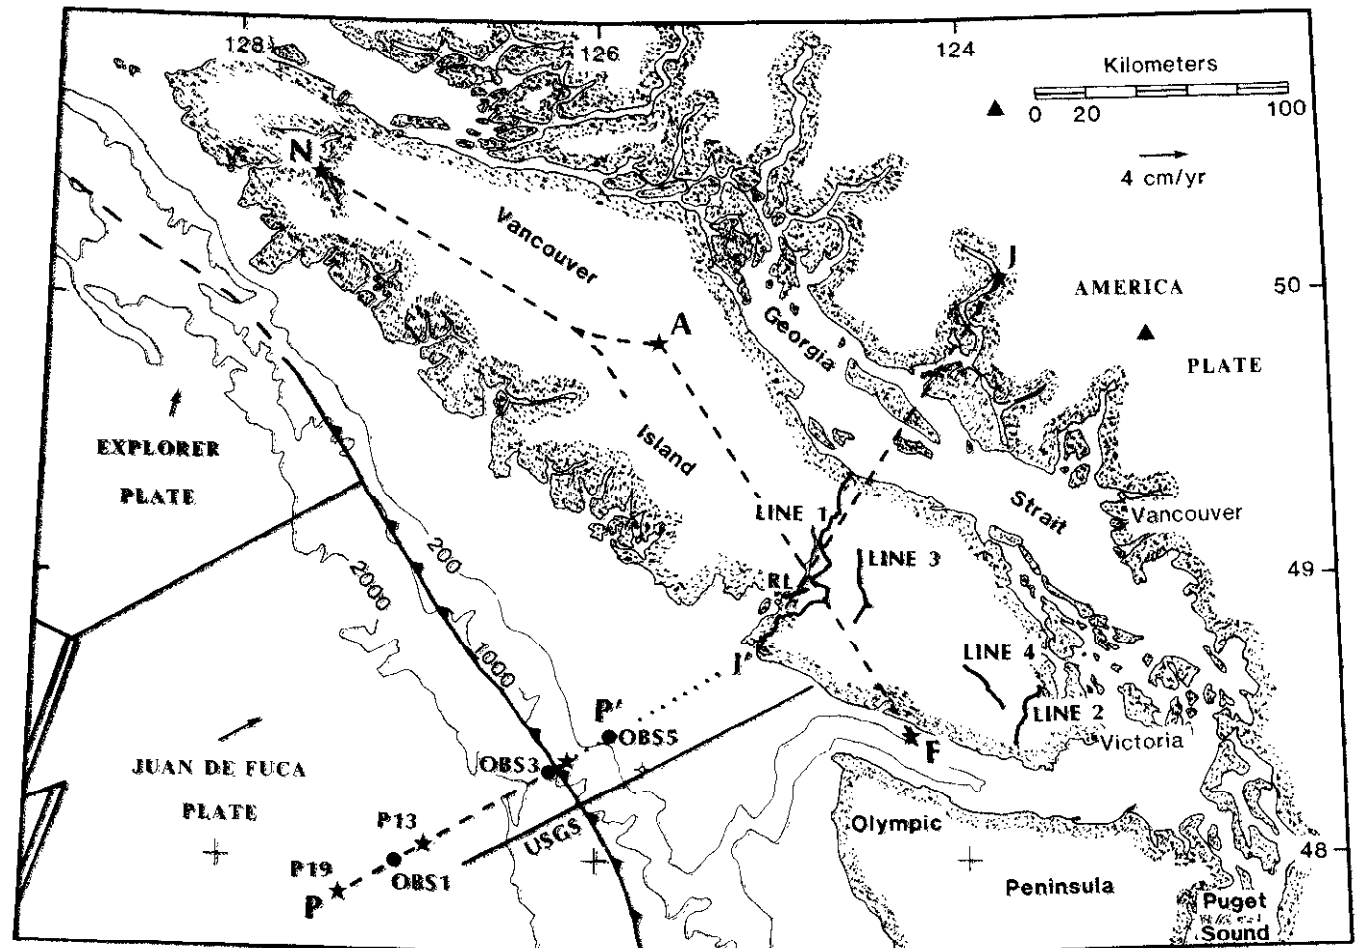 128
126
124
Kilometers
0 20 100
4 cm/yr
N
Vancouver
J
AMERICA
50
PLATE
A
Georgia
EXPLORER
PLATE
Island
200
2000
1000
LINE 1
Strait
Vancouver
LINE 3
49
RL
I'
LINE 4
LINE 2
Victoria
P'
OBS5
F
OBS3
JUAN DE FUCA
PLATE
P13
USGS
Olympic
48
P19
OBS1
P
Peninsula
Puget
Sound